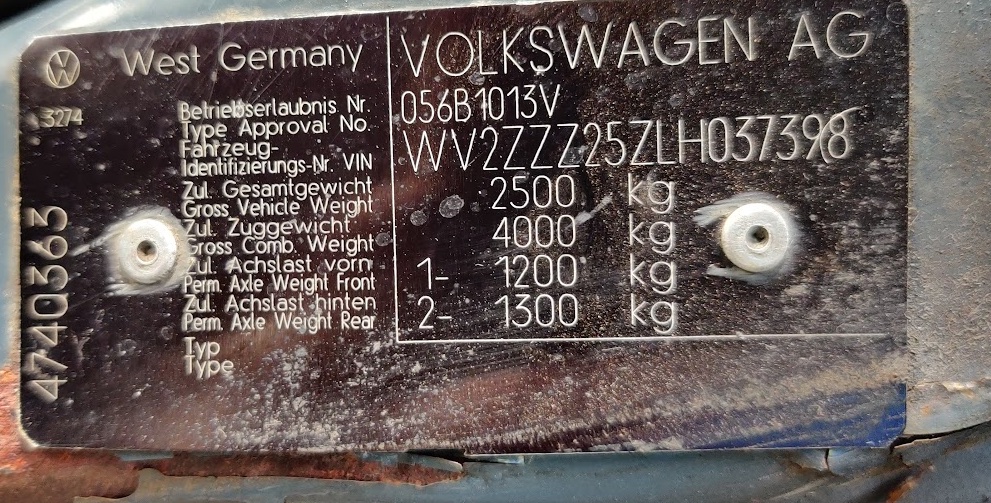 West Germany
VOLKSWAGEN AG
3274
Betriebserlaubnis Nr.
Type Approval No.
056B1013V
Fahrzeug-
Identifizierungs-Nr. VIN
WV2ZZZ25ZLH037398
Zul. Gesamtgewicht
Gross Vehicle Weight
2500 kg
Zul. Zuggewicht
Gross Comb. Weight
4000 kg
Zul. Achslast vorn
Perm. Axle Weight Front
1- 1200 kg
Zul. Achslast hinten
Perm. Axle Weight Rear
2- 1300 kg
Typ
Type
4740363